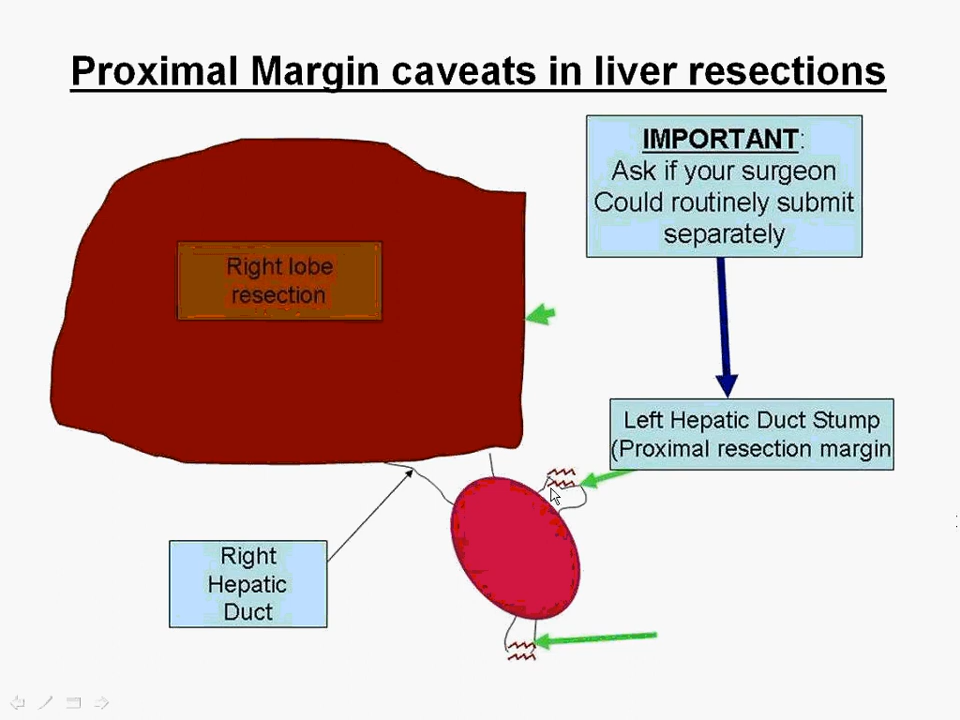 Proximal Margin caveats in liver resections
IMPORTANT:
Ask if your surgeon
Could routinely submit
separately
Right lobe
resection
Left Hepatic Duct Stump
(Proximal resection margin
Right
Hepatic
Duct